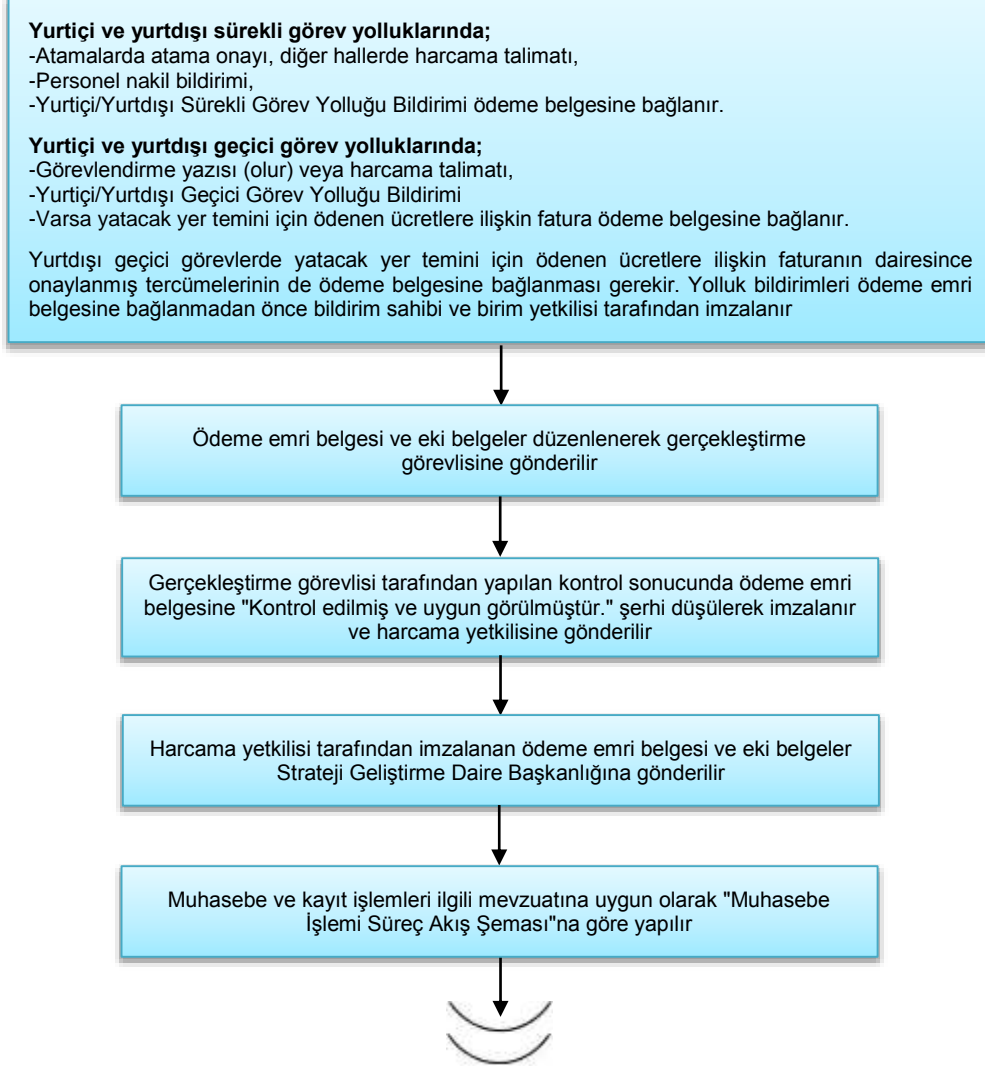 Yurtiçi ve yurtdışı sürekli görev yolluklarında;
-Atamalarda atama onayı, diğer hallerde harcama talimatı,
-Personel nakil bildirimi,
-Yurtiçi/Yurtdışı Sürekli Görev Yolluğu Bildirimi ödeme belgesine bağlanır.
Yurtiçi ve yurtdışı geçici görev yolluklarında;
-Görevlendirme yazısı (olur) veya harcama talimatı,
-Yurtiçi/Yurtdışı Geçici Görev Yolluğu Bildirimi
-Varsa yatacak yer temini için ödenen ücretlere ilişkin fatura ödeme belgesine bağlanır.
Yurtdışı geçici görevlerde yatacak yer temini için ödenen ücretlere ilişkin faturanın dairesince
onaylanmış tercümelerinin de ödeme belgesine bağlanması gerekir. Yolluk bildirimleri ödeme emri
belgesine bağlanmadan önce bildirim sahibi ve birim yetkilisi tarafından imzalanır
Ödeme emri belgesi ve eki belgeler düzenlenerek gerçekleştirme
görevlisine gönderilir
Gerçekleştirme görevlisi tarafından yapılan kontrol sonucunda ödeme emri
belgesine "Kontrol edilmiş ve uygun görülmüştür." şerhi düşülerek imzalanır
ve harcama yetkilisine gönderilir
Harcama yetkilisi tarafından imzalanan ödeme emri belgesi ve eki belgeler
Strateji Geliştirme Daire Başkanlığına gönderilir
Muhasebe ve kayıt işlemleri ilgili mevzuatına uygun olarak "Muhasebe
İşlemi Süreç Akış Şeması"na göre yapılır